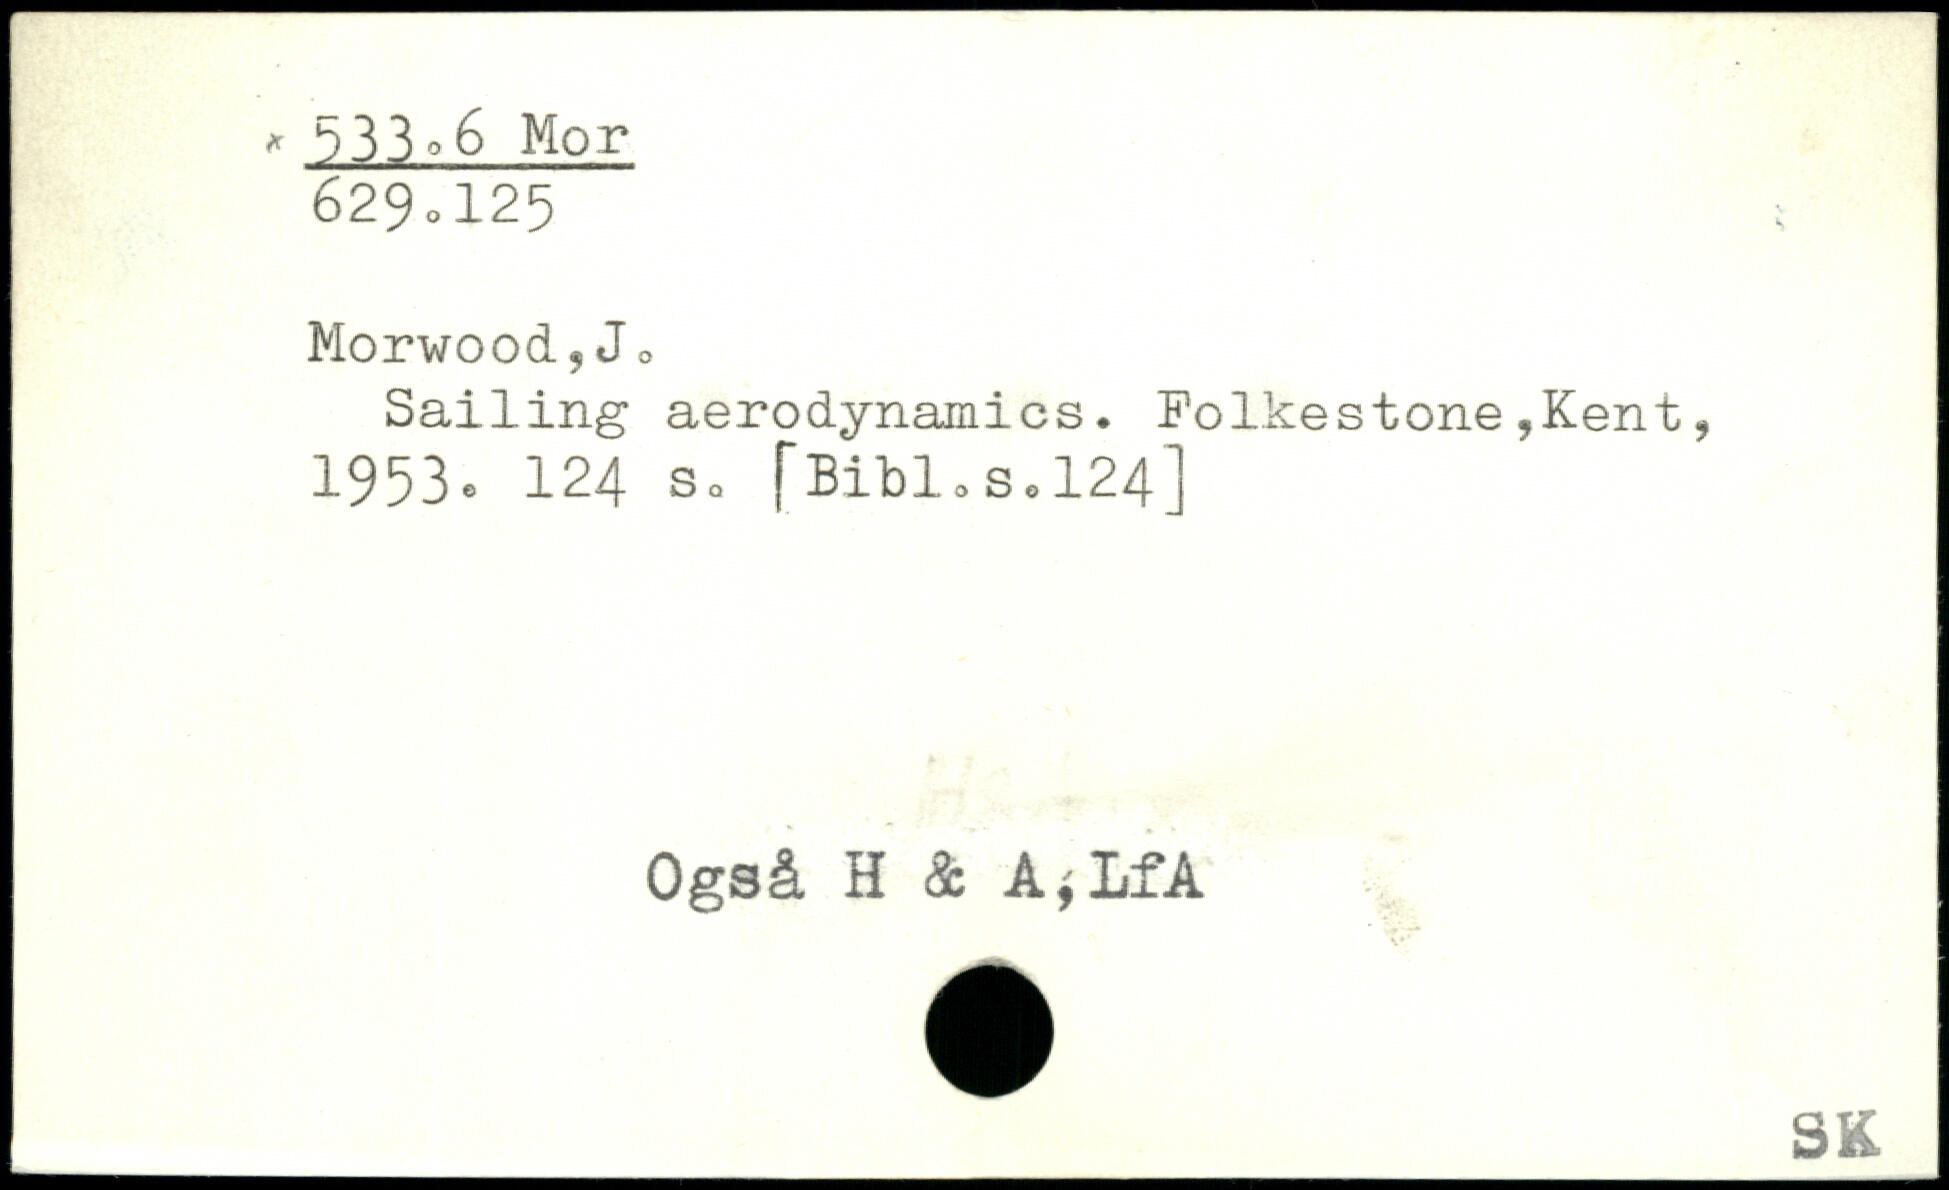 x 533.6 Mor
629.125
Morwood,J.
Sailing aerodynamics. Folkestone,Kent,
1953. 124 s. [Bibl.s.124]
Også H & A;LfA
SK